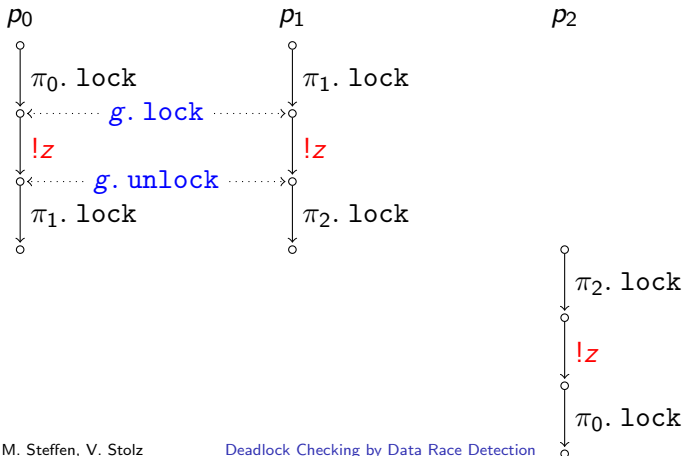 p₀ p₁ p₂
π₀. lock π₁. lock
g. lock
!z !z
g. unlock
π₁. lock π₂. lock
π₂. lock
!z
π₀. lock
M. Steffen, V. Stolz Deadlock Checking by Data Race Detection